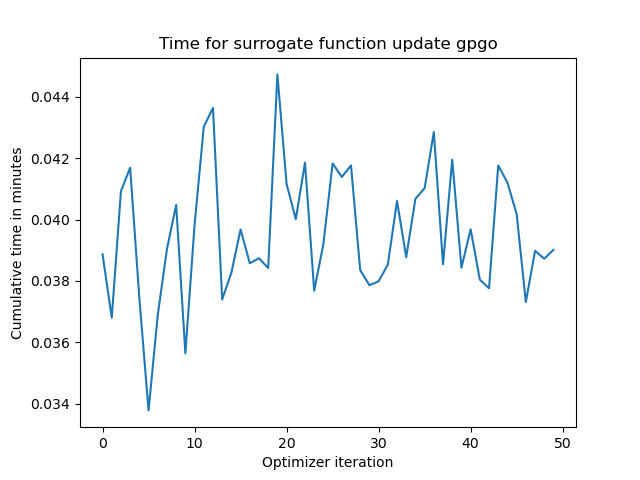 Time for surrogate function update gpgo
Cumulative time in minutes
0.044
0.042
0.040
0.038
0.036
0.034
0 10 20 30 40 50
Optimizer iteration